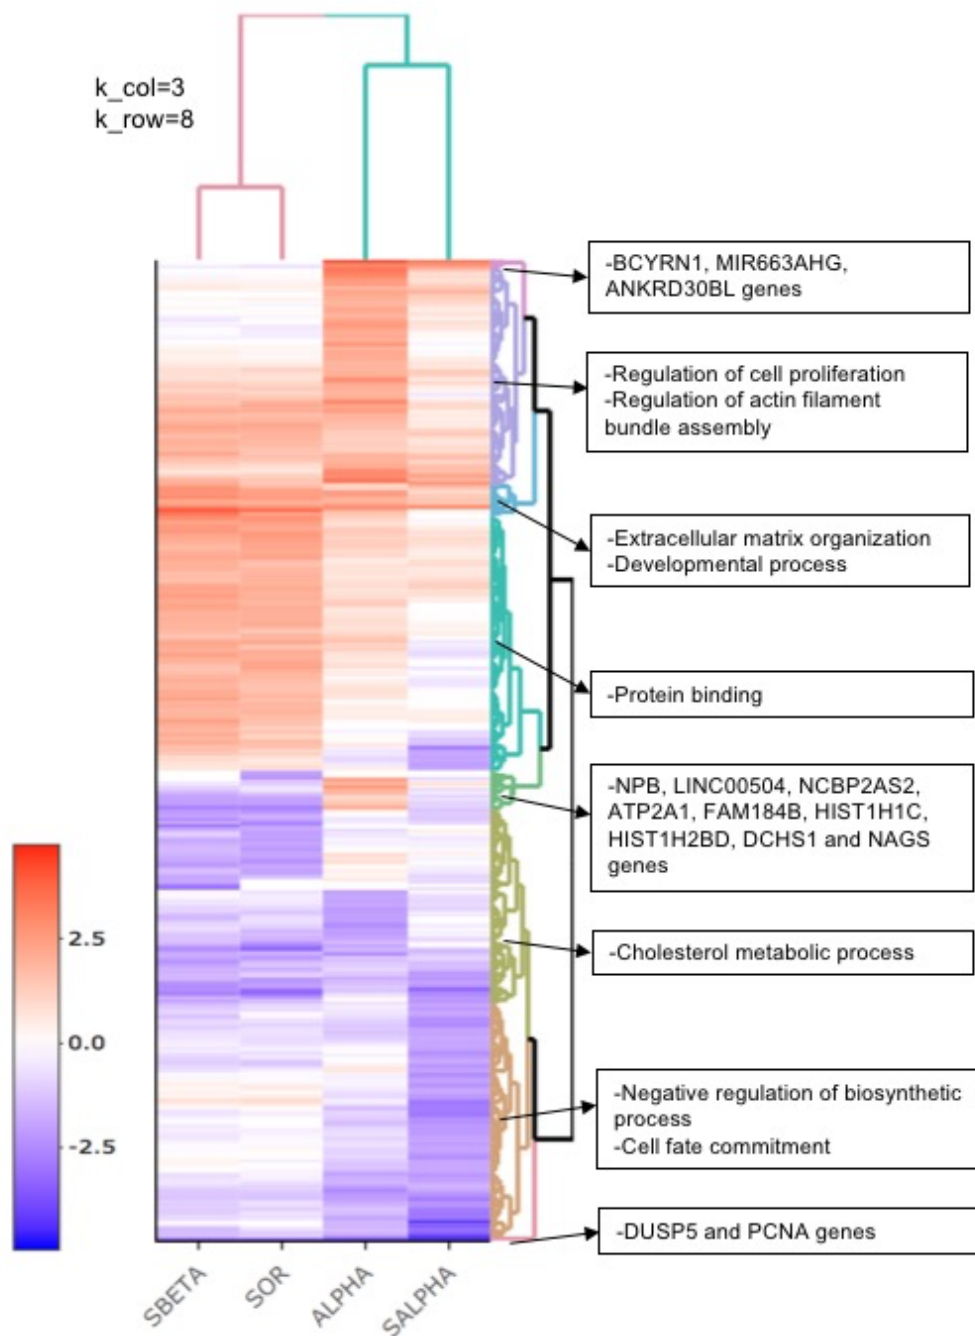 k_col=3
k_row=8
-BCYRN1, MIR663AHG,
ANKRD30BL genes
-Regulation of cell proliferation
-Regulation of actin filament
bundle assembly
-Extracellular matrix organization
-Developmental process
-Protein binding
-NPB, LINC00504, NCBP2AS2,
ATP2A1, FAM184B, HIST1H1C,
HIST1H2BD, DCHS1 and NAGS
genes
-Cholesterol metabolic process
-Negative regulation of biosynthetic
process
-Cell fate commitment
-DUSP5 and PCNA genes
2.5
0.0
-2.5
SBETA
SOR
ALPHA
SALPHA